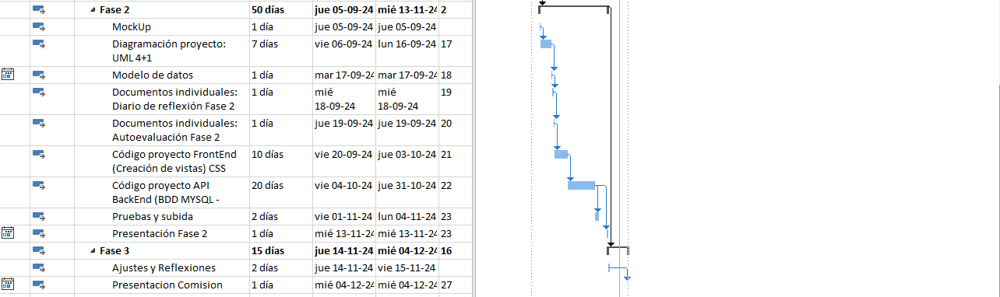 Fase 2 50 días jue 05-09-24 mié 13-11-24 2
MockUp 1 día jue 05-09-24 jue 05-09-24
Diagramación proyecto: 7 días vie 06-09-24 lun 16-09-24 17
UML 4+1
Modelo de datos 1 día mar 17-09-24 mar 17-09-24 18
Documentos individuales: 1 día mié mié 19
Diario de reflexión Fase 2 18-09-24 18-09-24
Documentos individuales: 1 día jue 19-09-24 jue 19-09-24 20
Autoevaluación Fase 2
Código proyecto FrontEnd 10 días vie 20-09-24 jue 03-10-24 21
(Creación de vistas) CSS
Código proyecto API 20 días vie 04-10-24 jue 31-10-24 22
BackEnd (BDD MYSQL -
Pruebas y subida 2 días vie 01-11-24 lun 04-11-24 23
Presentación Fase 2 1 día mié 13-11-24 mié 13-11-24 23
Fase 3 15 días jue 14-11-24 mié 04-12-24 16
Ajustes y Reflexiones 2 días jue 14-11-24 vie 15-11-24
Presentacion Comision 1 día mié 04-12-24 mié 04-12-24 27